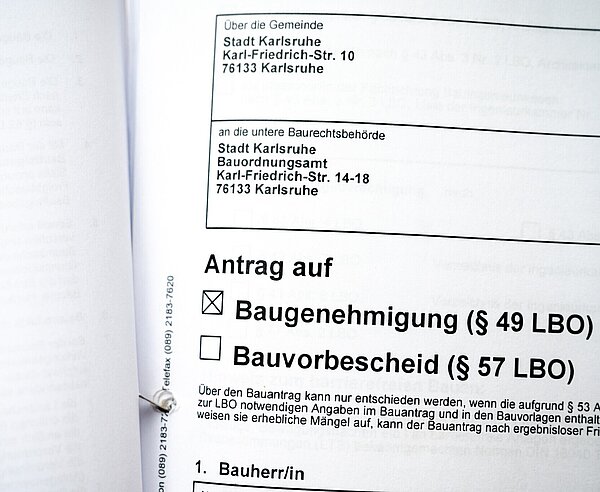 Über die Gemeinde
Stadt Karlsruhe
Karl-Friedrich-Str. 10
76133 Karlsruhe
an die untere Baurechtsbehörde
Stadt Karlsruhe
Bauordnungsamt
Karl-Friedrich-Str. 14-18
76133 Karlsruhe
Antrag auf
Baugenehmigung (§ 49 LBO)
Bauvorbescheid (§ 57 LBO)
Über den Bauantrag kann nur entschieden werden, wenn die aufgrund § 53 A
zur LBO notwendigen Angaben im Bauantrag und in den Bauvorlagen enthalt
weisen sie erhebliche Mängel auf, kann der Bauantrag nach ergebnisloser Fri
1. Bauherr/in
Telefax (089) 2183-7620